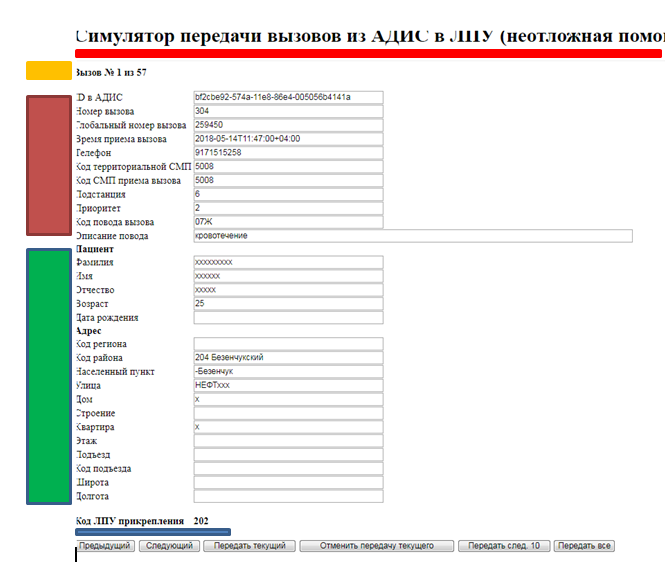 Симулятор передачи вызовов из АДИС в ЛПУ (неотложная помо
Вызов № 1 из 57
ID в АДИС bf2cbe92-574a-11e8-86e4-005056b4141a
Номер вызова 304
Глобальный номер вызова 259450
Время приема вызова 2018-05-14T11:47:00+04:00
Телефон 9171515258
Код территориальной СМП 5008
Код СМП приема вызова 5008
Подстанция 6
Приоритет 2
Код повода вызова 07Ж
Описание повода кровотечение
Пациент
Фамилия xxxxxxxxx
Имя xxxxxx
Отчество xxxxx
Возраст 25
Дата рождения
Адрес
Код региона
Код района 204 Безенчукский
Населенный пункт -Безенчук
Улица НЕФТxxx
Дом x
Строение
Квартира x
Этаж
Подъезд
Код подъезда
Широта
Долгота
Код ЛПУ прикрепления 202
Предыдущий Следующий Передать текущий Отменить передачу текущего Передать след. 10 Передать все